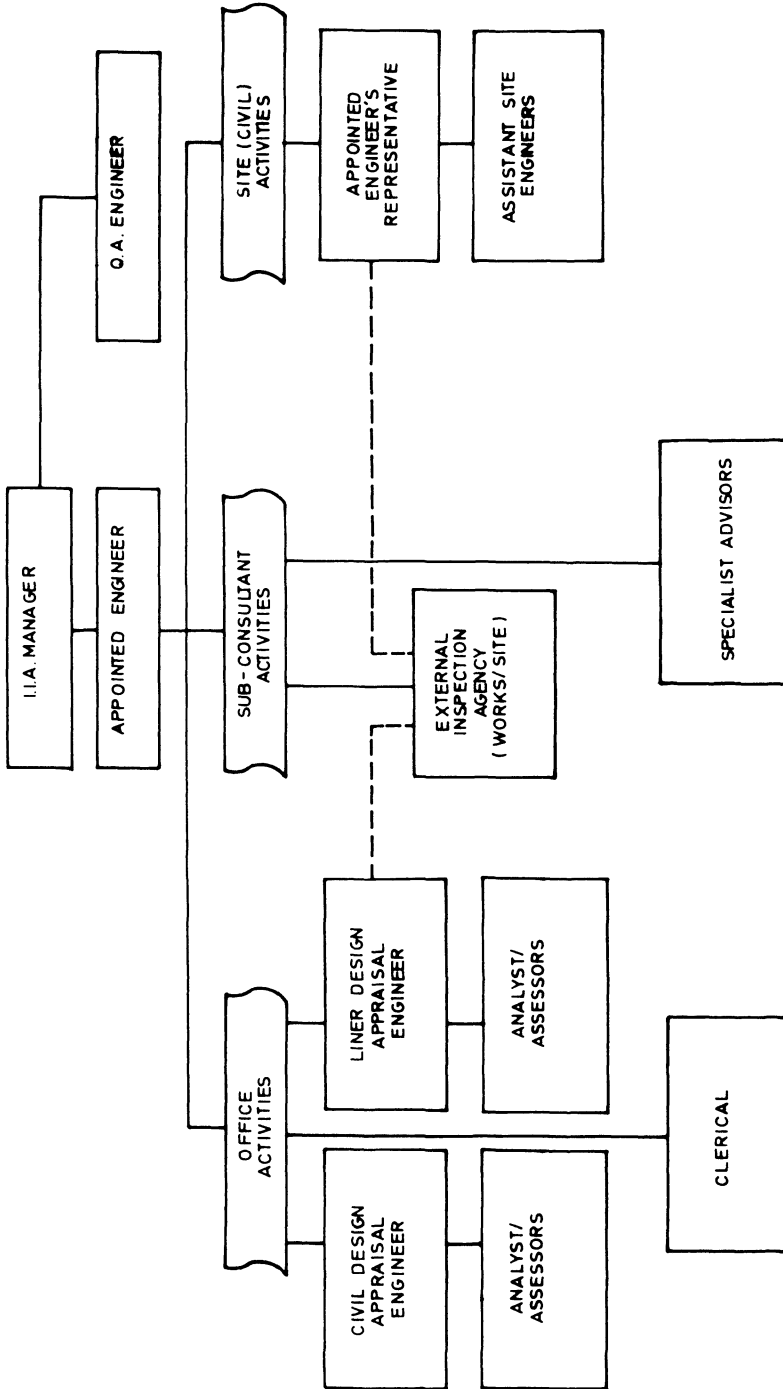 I.I.A. MANAGER
APPOINTED ENGINEER
Q.A. ENGINEER
OFFICE
ACTIVITIES
SUB-CONSULTANT
ACTIVITIES
SITE (CIVIL)
ACTIVITIES
CIVIL DESIGN
APPRAISAL
ENGINEER
LINER DESIGN
APPRAISAL
ENGINEER
EXTERNAL
INSPECTION
AGENCY
(WORKS/SITE)
APPOINTED
ENGINEER'S
REPRESENTATIVE
ANALYST/
ASSESSORS
ANALYST/
ASSESSORS
ASSISTANT SITE
ENGINEERS
CLERICAL
SPECIALIST ADVISORS